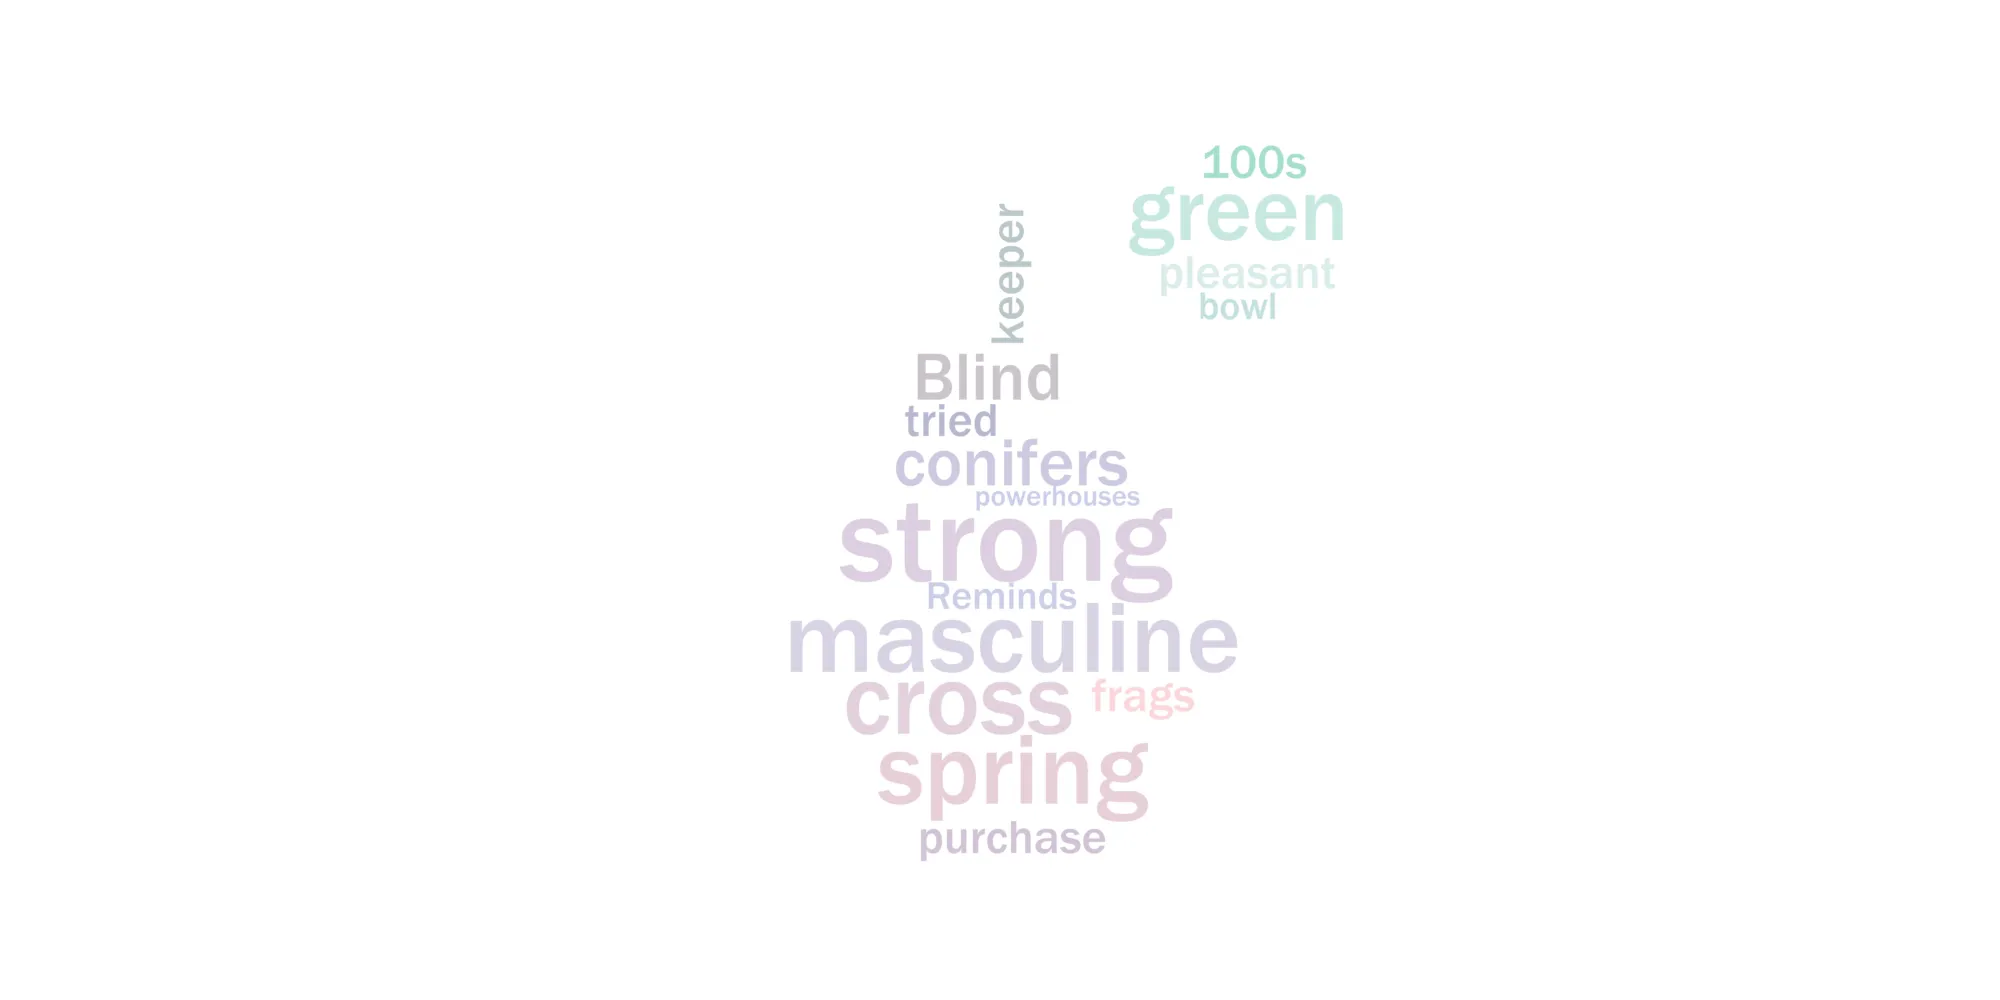 100s
green
pleasant
bowl
keeper
Blind
tried
conifers
powerhouses
strong
Reminds
masculine
cross
frags
spring
purchase